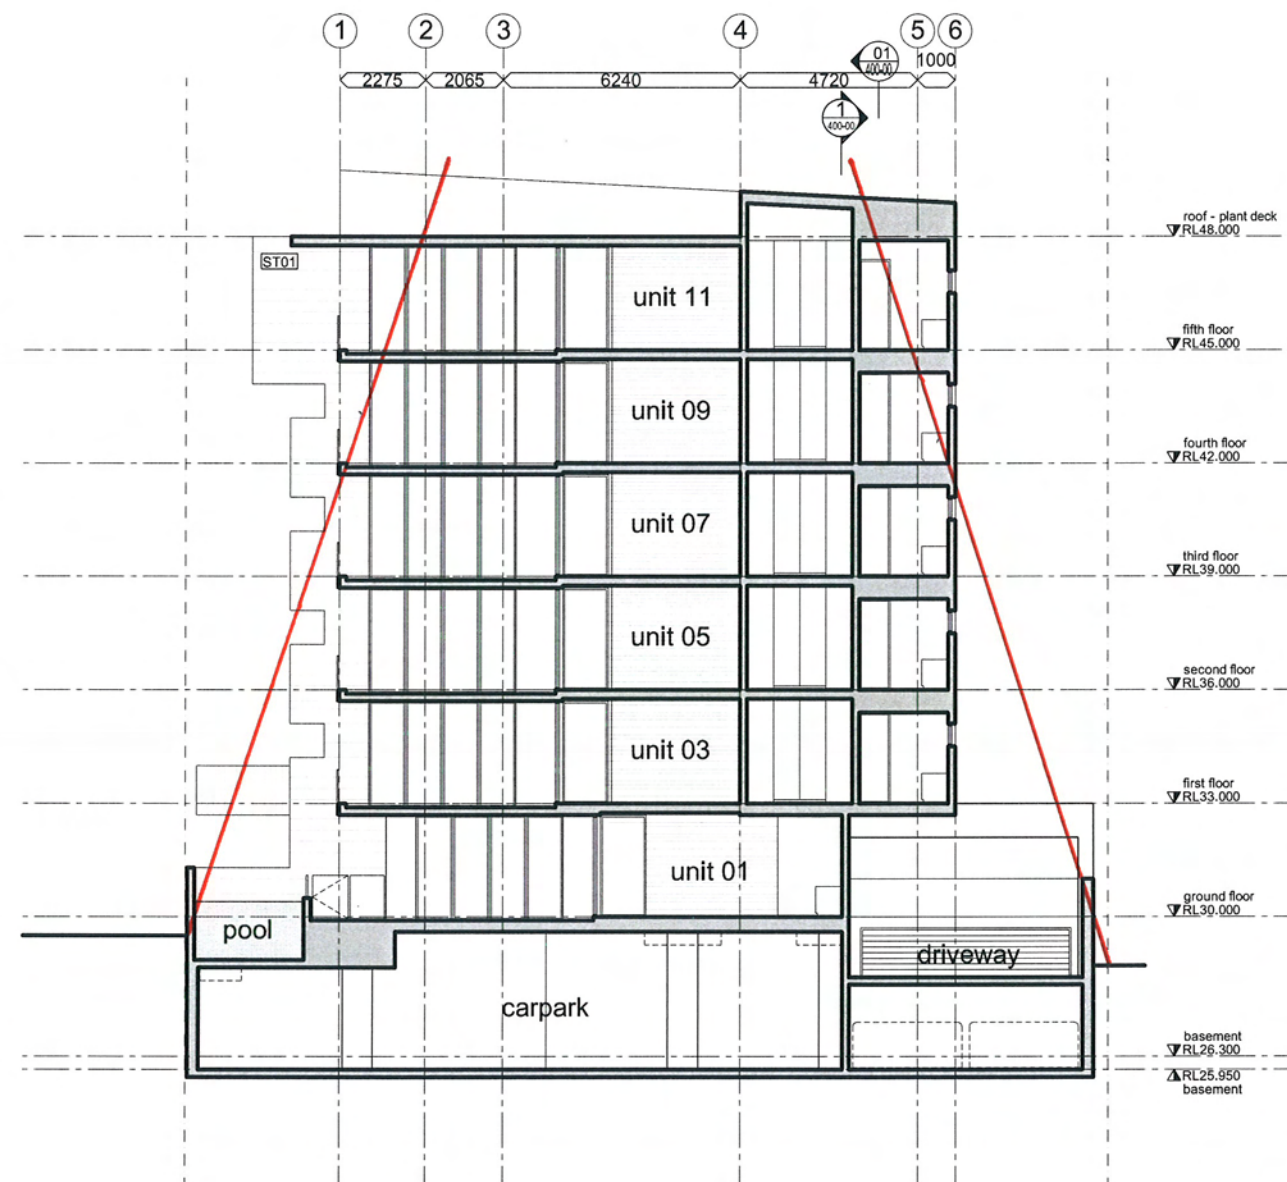 1 2 3 4 5 6
01
400-00
1000
2275 2065 6240 4720
1
400-00
roof - plant deck
RL48.000
ST01
unit 11
fifth floor
RL45.000
unit 09
fourth floor
RL42.000
unit 07
third floor
RL39.000
unit 05
second floor
RL36.000
unit 03
first floor
RL33.000
unit 01
ground floor
RL30.000
pool
driveway
carpark
basement
RL26.300
RL25.950
basement